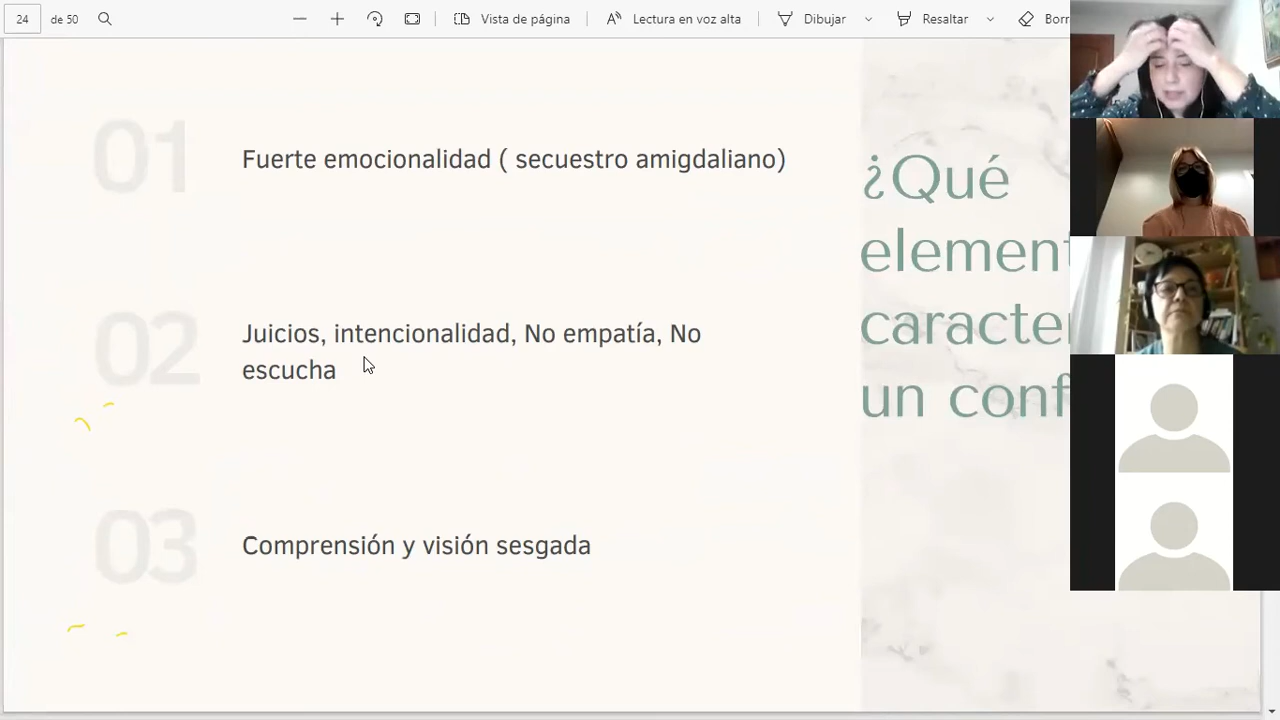 24 de 50 Vista de página Lectura en voz alta Dibujar Resaltar
01
Fuerte emocionalidad ( secuestro amigdaliano)
02
Juicios, intencionalidad, No empatía, No
escucha
03
Comprensión y visión sesgada
¿Qué